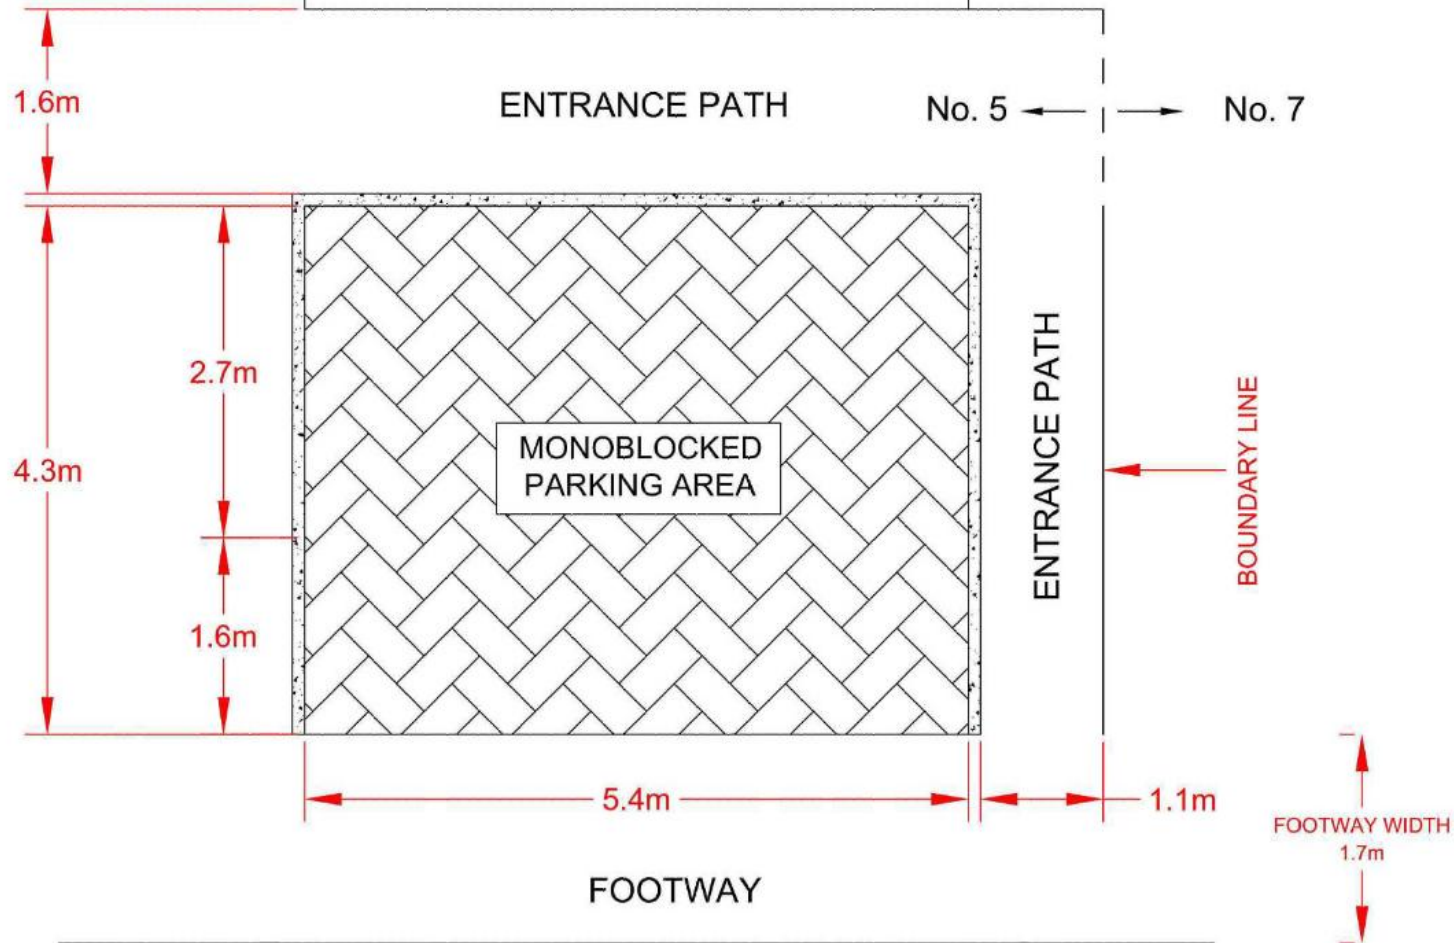 1.6m
ENTRANCE PATH
No. 5
No. 7
2.7m
4.3m
MONOBLOCKED
PARKING AREA
ENTRANCE PATH
BOUNDARY LINE
1.6m
5.4m
1.1m
FOOTWAY WIDTH
1.7m
FOOTWAY